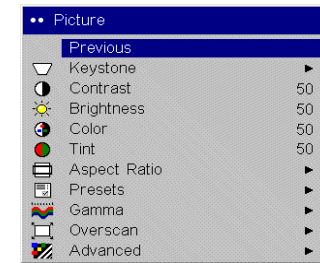 •• Picture
Previous
Keystone
Contrast 50
Brightness 50
Color 50
Tint 50
Aspect Ratio
Presets
Gamma
Overscan
Advanced